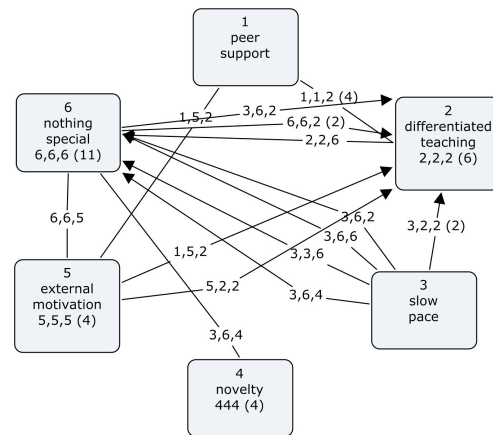 1
peer
support
1,1,2 (4)
1,5,2
3,6,2
6
nothing
special
6,6,6 (11)
6,6,2 (2)
2
differentiated
teaching
2,2,2 (6)
2,2,6
6,6,5
3,6,2
3,2,2 (2)
3,6,6
1,5,2
3,3,6
5
external
motivation
5,5,5 (4)
5,2,2
3,6,4
3
slow
pace
3,6,4
4
novelty
444 (4)